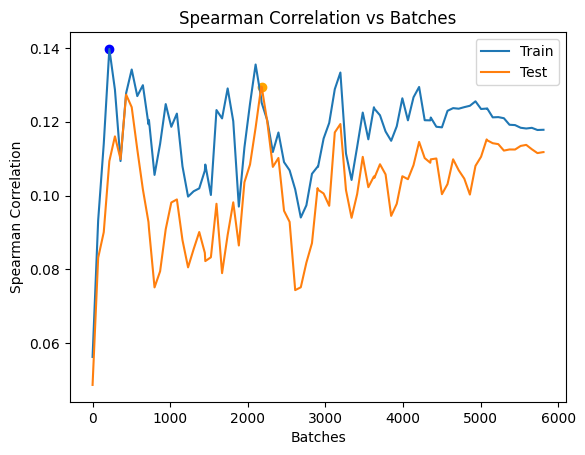 Spearman Correlation vs Batches
Train
Test
Spearman Correlation
0.14
0.12
0.10
0.08
0.06
0
1000
2000
3000
4000
5000
6000
Batches